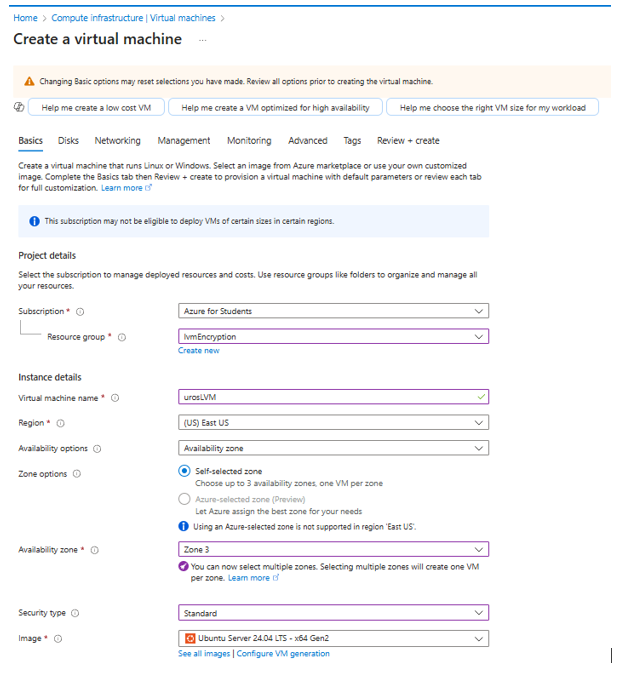 Home > Compute infrastructure | Virtual machines >
Create a virtual machine ...
Changing Basic options may reset selections you have made. Review all options prior to creating the virtual machine.
Help me create a low cost VM Help me create a VM optimized for high availability Help me choose the right VM size for my workload
Basics Disks Networking Management Monitoring Advanced Tags Review + create
Create a virtual machine that runs Linux or Windows. Select an image from Azure marketplace or use your own customized
image. Complete the Basics tab then Review + create to provision a virtual machine with default parameters or review each tab
for full customization. Learn more
This subscription may not be eligible to deploy VMs of certain sizes in certain regions.
Project details
Select the subscription to manage deployed resources and costs. Use resource groups like folders to organize and manage all
your resources.
Subscription * Azure for Students
Resource group * lvmEncryption
Create new
Instance details
Virtual machine name * urosLVM
Region * (US) East US
Availability options Availability zone
Zone options Self-selected zone
Choose up to 3 availability zones, one VM per zone
Azure-selected zone (Preview)
Let Azure assign the best zone for your needs
Using an Azure-selected zone is not supported in region 'East US'.
Availability zone * Zone 3
You can now select multiple zones. Selecting multiple zones will create one VM
per zone. Learn more
Security type Standard
Image * Ubuntu Server 24.04 LTS - x64 Gen2
See all images | Configure VM generation